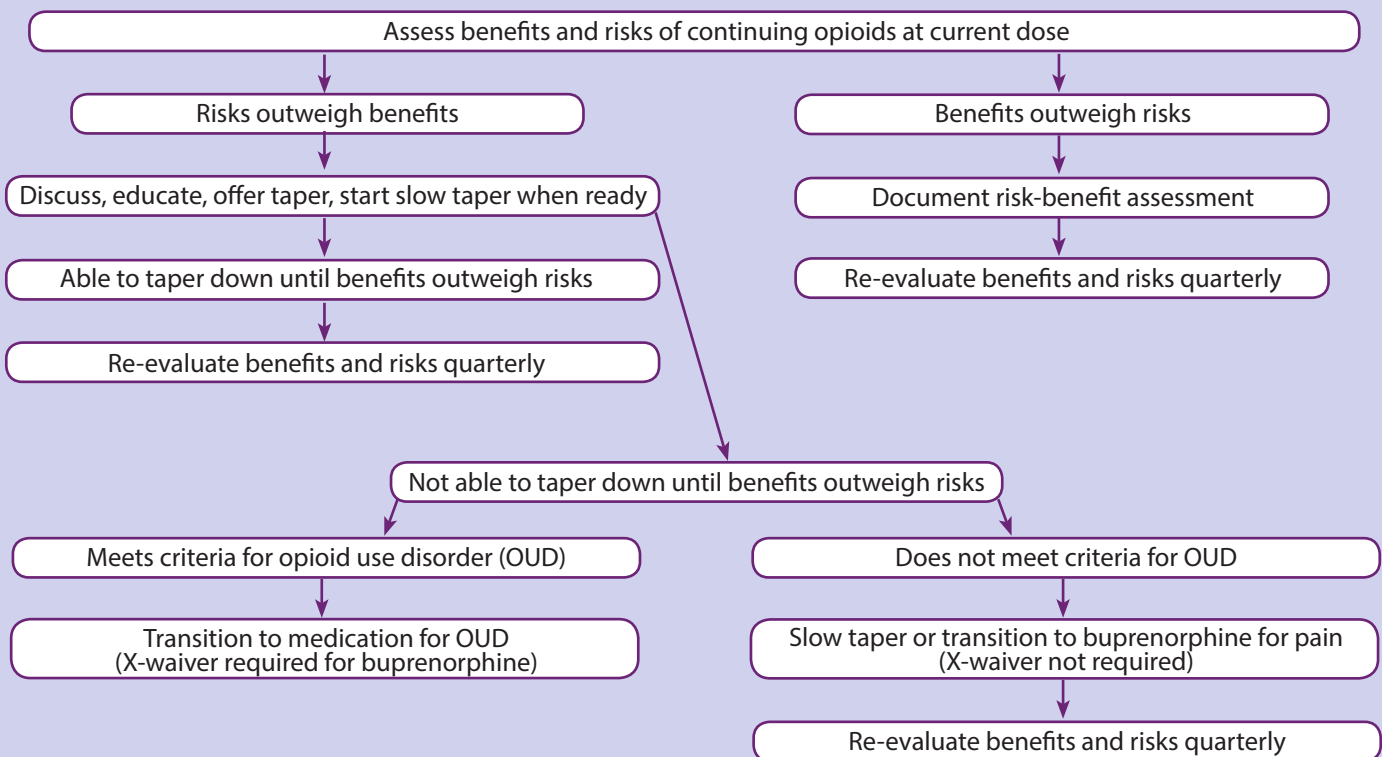 Assess benefits and risks of continuing opioids at current dose
Risks outweigh benefits
Benefits outweigh risks
Discuss, educate, offer taper, start slow taper when ready
Document risk-benefit assessment
Able to taper down until benefits outweigh risks
Re-evaluate benefits and risks quarterly
Re-evaluate benefits and risks quarterly
Not able to taper down until benefits outweigh risks
Meets criteria for opioid use disorder (OUD)
Does not meet criteria for OUD
Transition to medication for OUD
(X-waiver required for buprenorphine)
Slow taper or transition to buprenorphine for pain
(X-waiver not required)
Re-evaluate benefits and risks quarterly